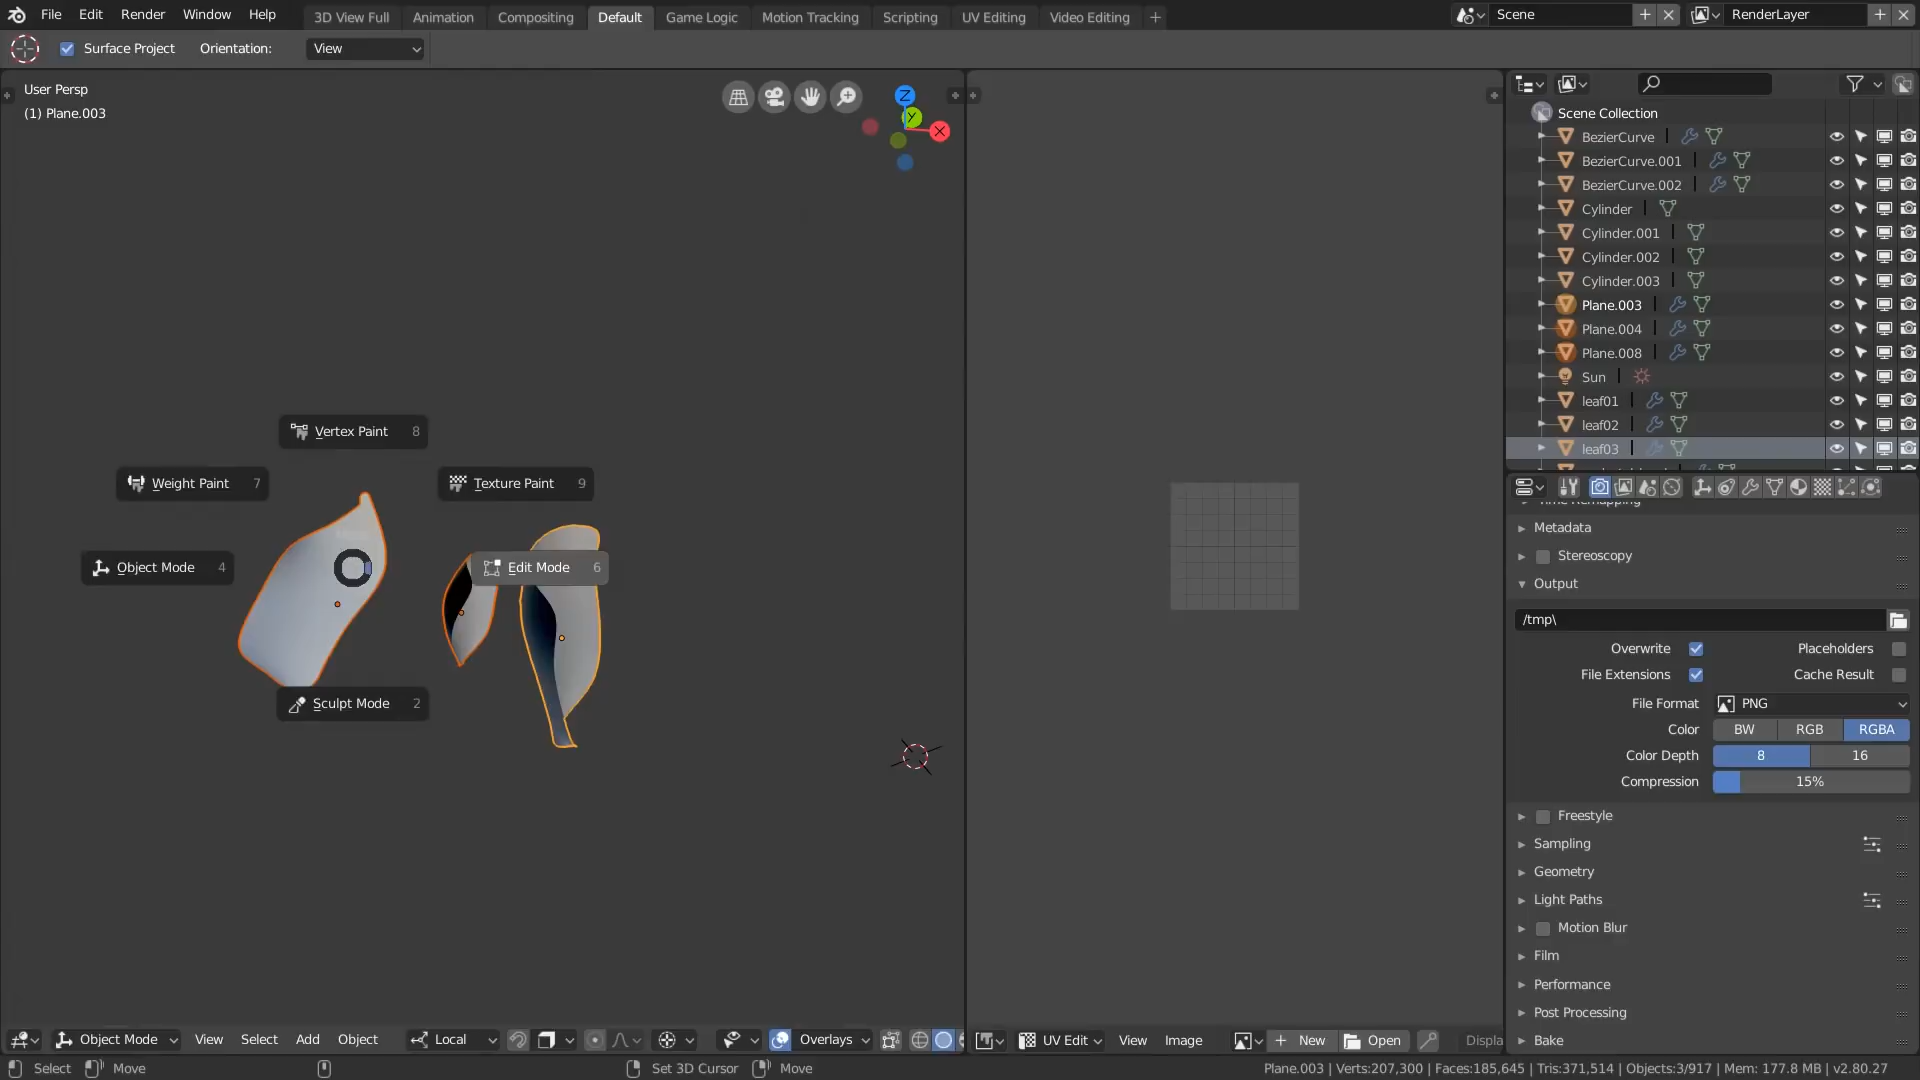 File Edit Render Window Help 3D View Full Animation Compositing Default Game Logic Motion Tracking Scripting UV Editing Video Editing Scene RenderLayer
Surface Project Orientation: View
User Persp
(1) Plane.003
Z
Y
X
Scene Collection
BezierCurve
BezierCurve.001
BezierCurve.002
Cylinder
Cylinder.001
Cylinder.002
Cylinder.003
Plane.003
Plane.004
Plane.008
Sun
leaf01
leaf02
leaf03
Vertex Paint 8
Weight Paint 7
Texture Paint 9
Object Mode 4
Edit Mode 6
Sculpt Mode 2
Time Remapping
Metadata
Stereoscopy
Output
/tmp\
Overwrite Placeholders
File Extensions Cache Result
File Format PNG
Color BW RGB RGBA
Color Depth 8 16
Compression 15%
Freestyle
Sampling
Geometry
Light Paths
Motion Blur
Film
Performance
Post Processing
Bake
Object Mode View Select Add Object Local Overlays
UV Edit View Image New Open Displa
Select Move Set 3D Cursor Move Plane.003 | Verts:207,300 | Faces:185,645 | Tris:371,514 | Objects:3/917 | Mem: 177.8 MB | v2.80.27